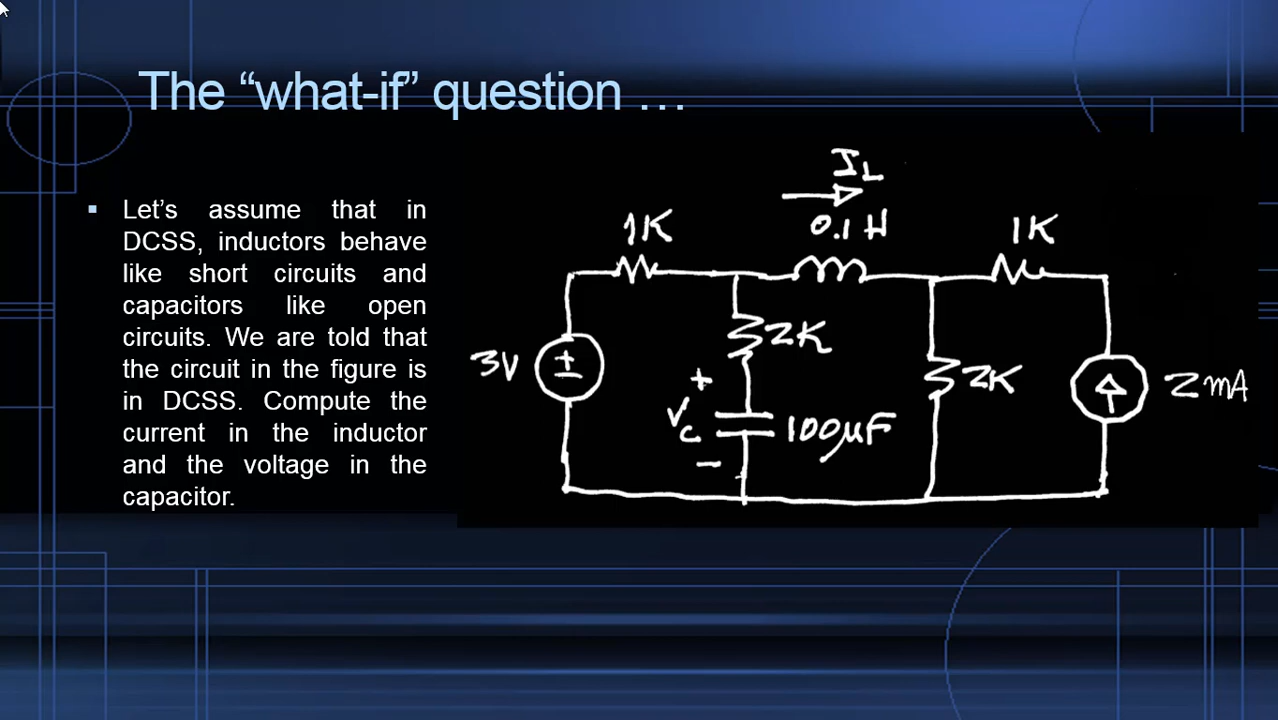 The “what-if” question …
▪ Let’s assume that in
DCSS, inductors behave
like short circuits and
capacitors like open
circuits. We are told that
the circuit in the figure is
in DCSS. Compute the
current in the inductor
and the voltage in the
capacitor.
IL
1K
0.1 H
1K
2K
3V
+
−
+
Vc
−
100μF
2K
2mA